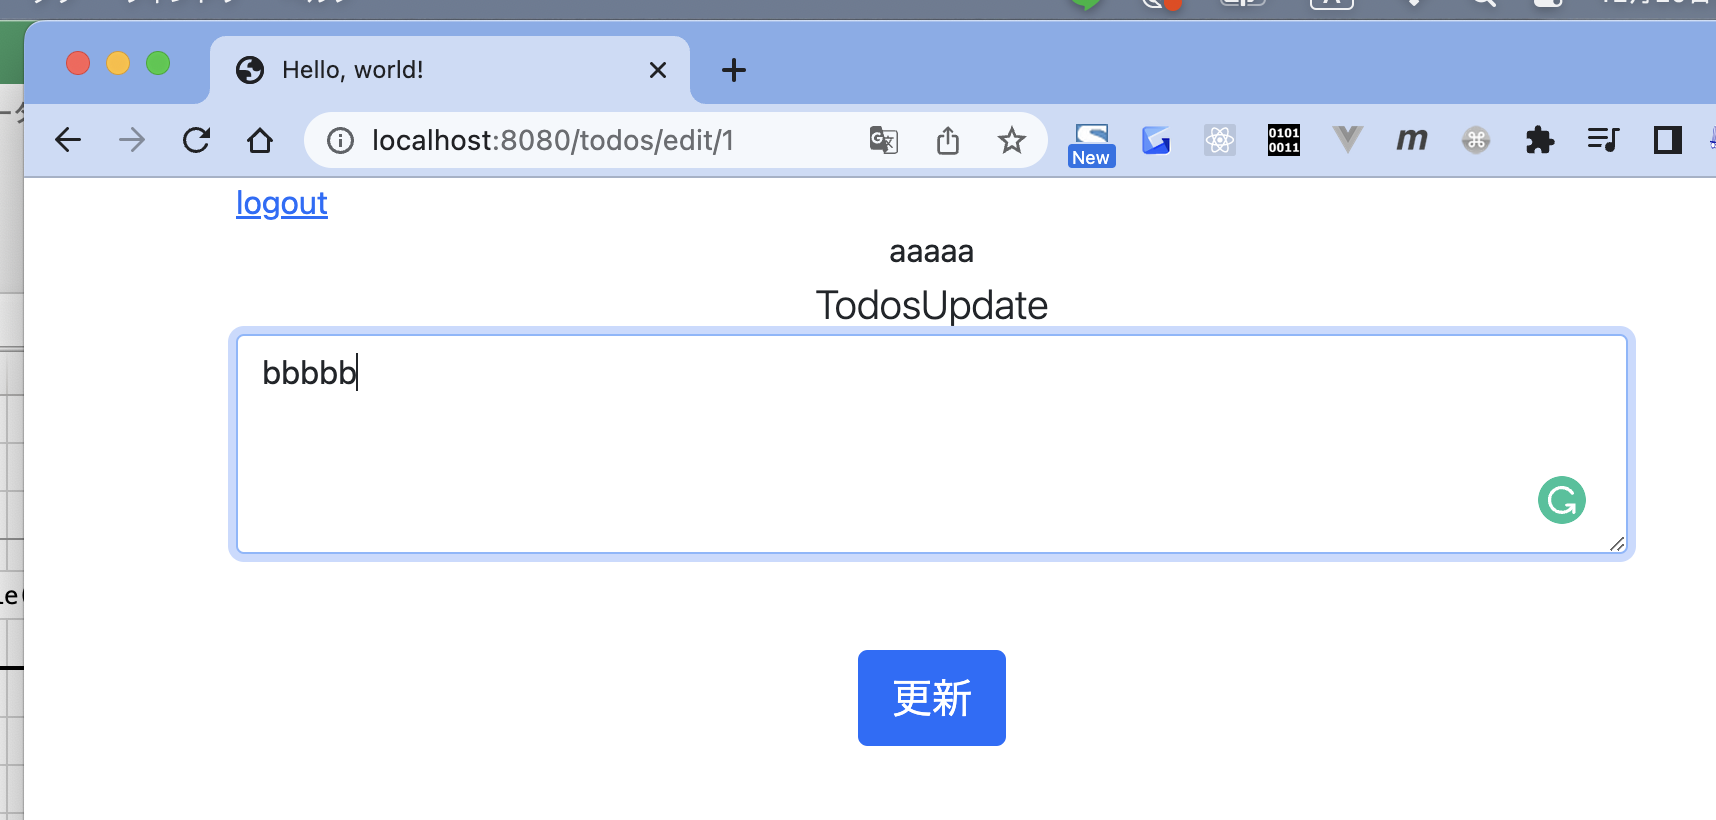 Hello, world!
localhost:8080/todos/edit/1
New
0101
0011
m
logout
aaaaa
TodosUpdate
bbbbb
更新